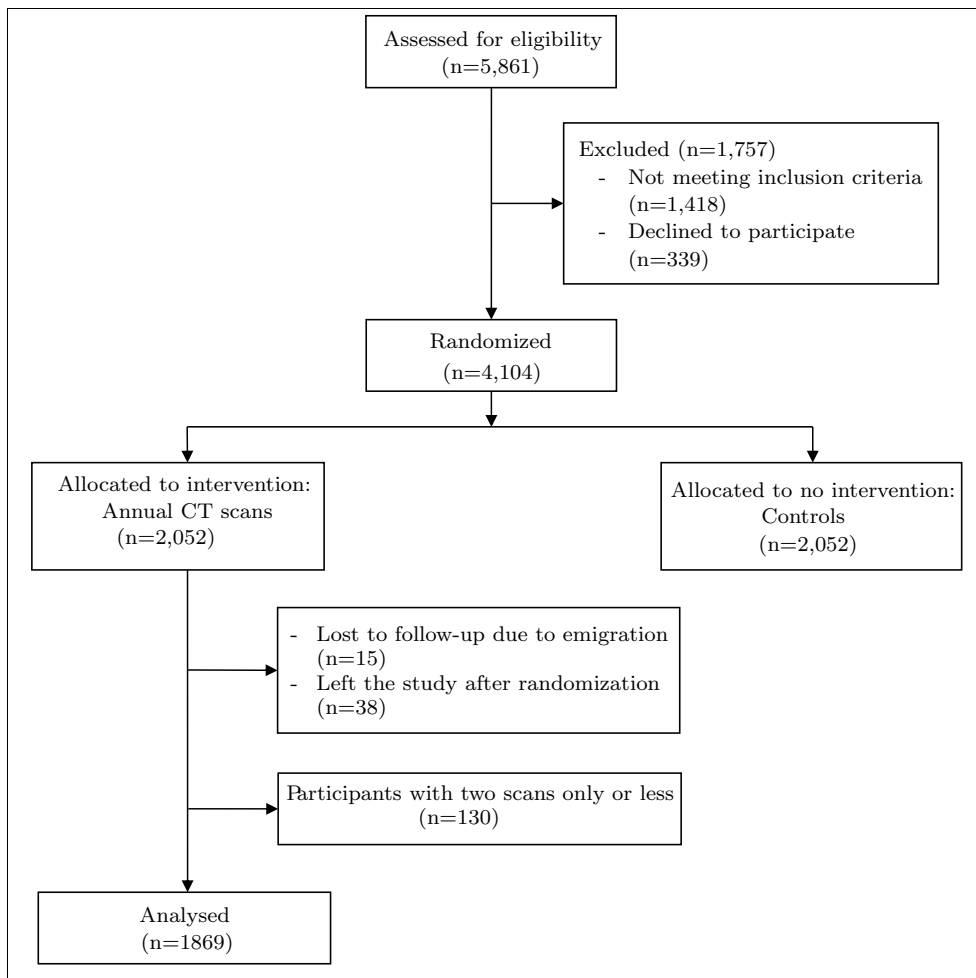 Assessed for eligibility
(n=5,861)
Excluded (n=1,757)
- Not meeting inclusion criteria
(n=1,418)
- Declined to participate
(n=339)
Randomized
(n=4,104)
Allocated to intervention:
Annual CT scans
(n=2,052)
Allocated to no intervention:
Controls
(n=2,052)
- Lost to follow-up due to emigration
(n=15)
- Left the study after randomization
(n=38)
Participants with two scans only or less
(n=130)
Analysed
(n=1869)